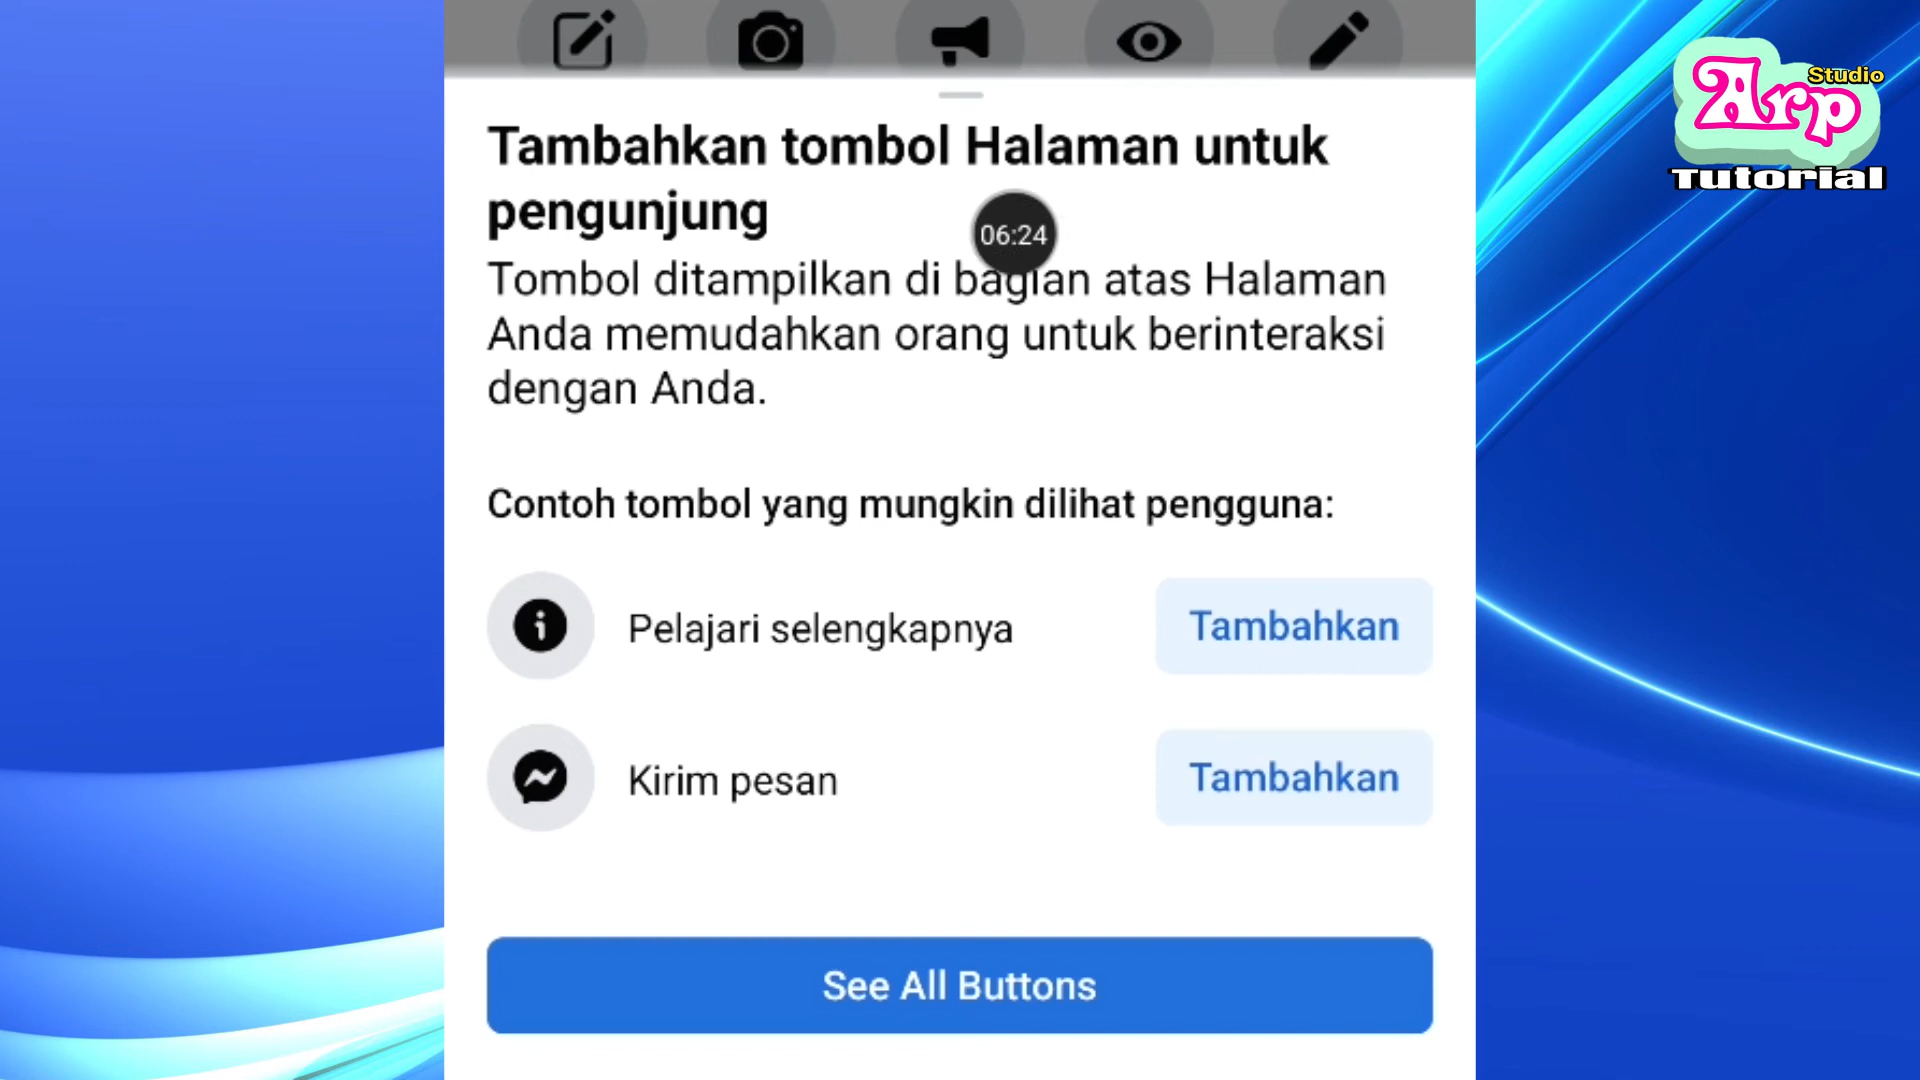 Studio
Arp
Tutorial
Tambahkan tombol Halaman untuk
pengunjung
06:24
Tombol ditampilkan di bagian atas Halaman
Anda memudahkan orang untuk berinteraksi
dengan Anda.
Contoh tombol yang mungkin dilihat pengguna:
Pelajari selengkapnya
Tambahkan
Kirim pesan
Tambahkan
See All Buttons